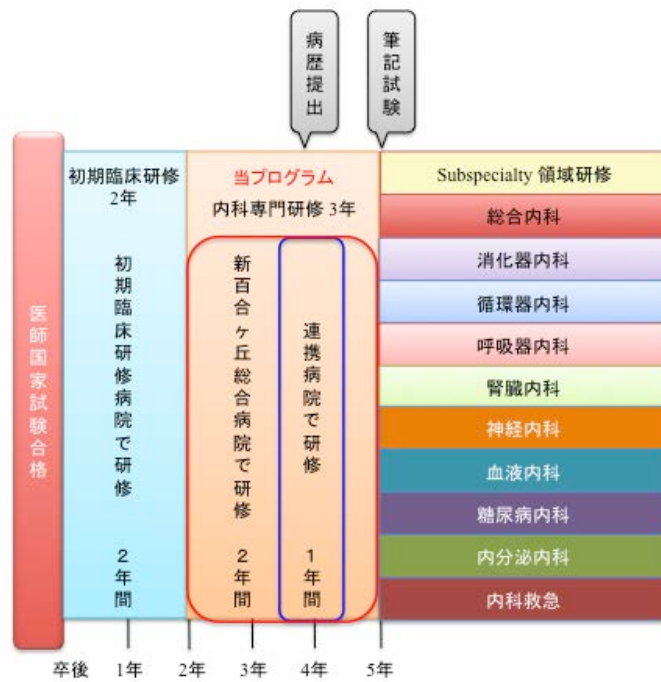 病歴提出
筆記試験
医師国家試験合格
初期臨床研修
2年
初期臨床研修病院で研修 2年間
当プログラム
内科専門研修 3年
新百合ヶ丘総合病院で研修 2年間
連携病院で研修 1年間
Subspecialty 領域研修
総合内科
消化器内科
循環器内科
呼吸器内科
腎臓内科
神経内科
血液内科
糖尿病内科
内分泌内科
内科救急
卒後 1年 2年 3年 4年 5年